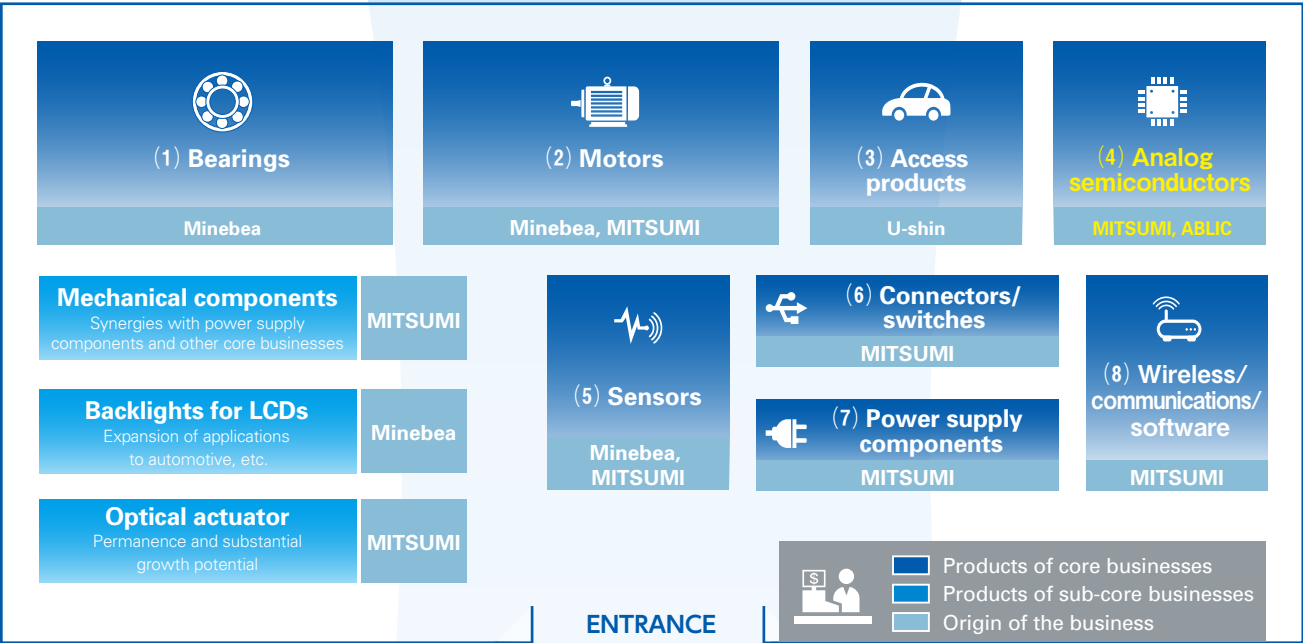 (1) Bearings
Minebea
(2) Motors
Minebea, MITSUMI
(3) Access
products
U-shin
(4) Analog
semiconductors
MITSUMI, ABLIC
Mechanical components
Synergies with power supply
components and other core businesses
MITSUMI
Backlights for LCDs
Expansion of applications
to automotive, etc.
Minebea
Optical actuator
Permanence and substantial
growth potential
MITSUMI
(5) Sensors
Minebea,
MITSUMI
(6) Connectors/
switches
MITSUMI
(7) Power supply
components
MITSUMI
(8) Wireless/
communications/
software
MITSUMI
$
Products of core businesses
Products of sub-core businesses
Origin of the business
ENTRANCE